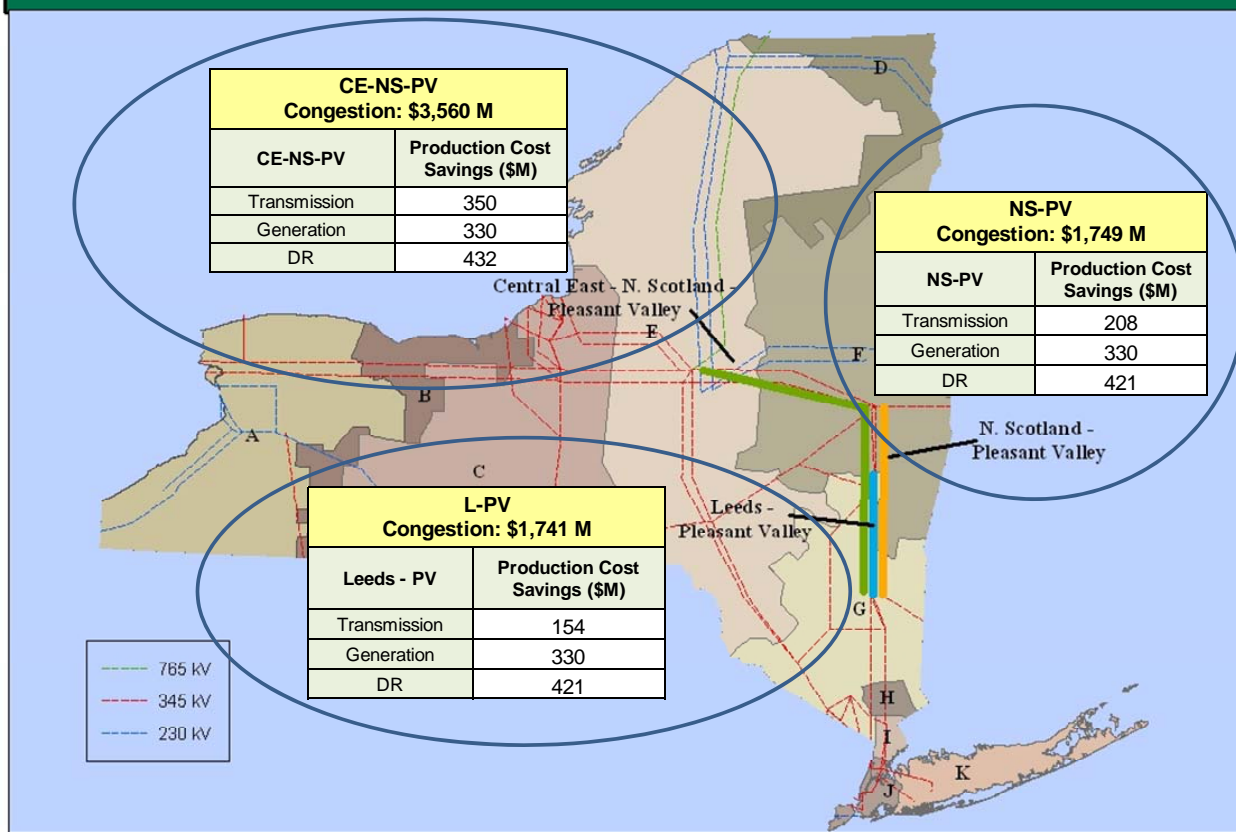 CE-NS-PV
Congestion: $3,560 M
CE-NS-PV
Production Cost
Savings ($M)
Transmission 350
Generation 330
DR 432
D
NS-PV
Congestion: $1,749 M
NS-PV
Production Cost
Savings ($M)
Transmission 208
Generation 330
DR 421
Central East - N. Scotland -
Pleasant Valley
E
F
B
A
C
N. Scotland -
Pleasant Valley
L-PV
Congestion: $1,741 M
Leeds - PV
Production Cost
Savings ($M)
Transmission 154
Generation 330
DR 421
Leeds -
Pleasant Valley
G
765 kV
345 kV
230 kV
H
I
K
J